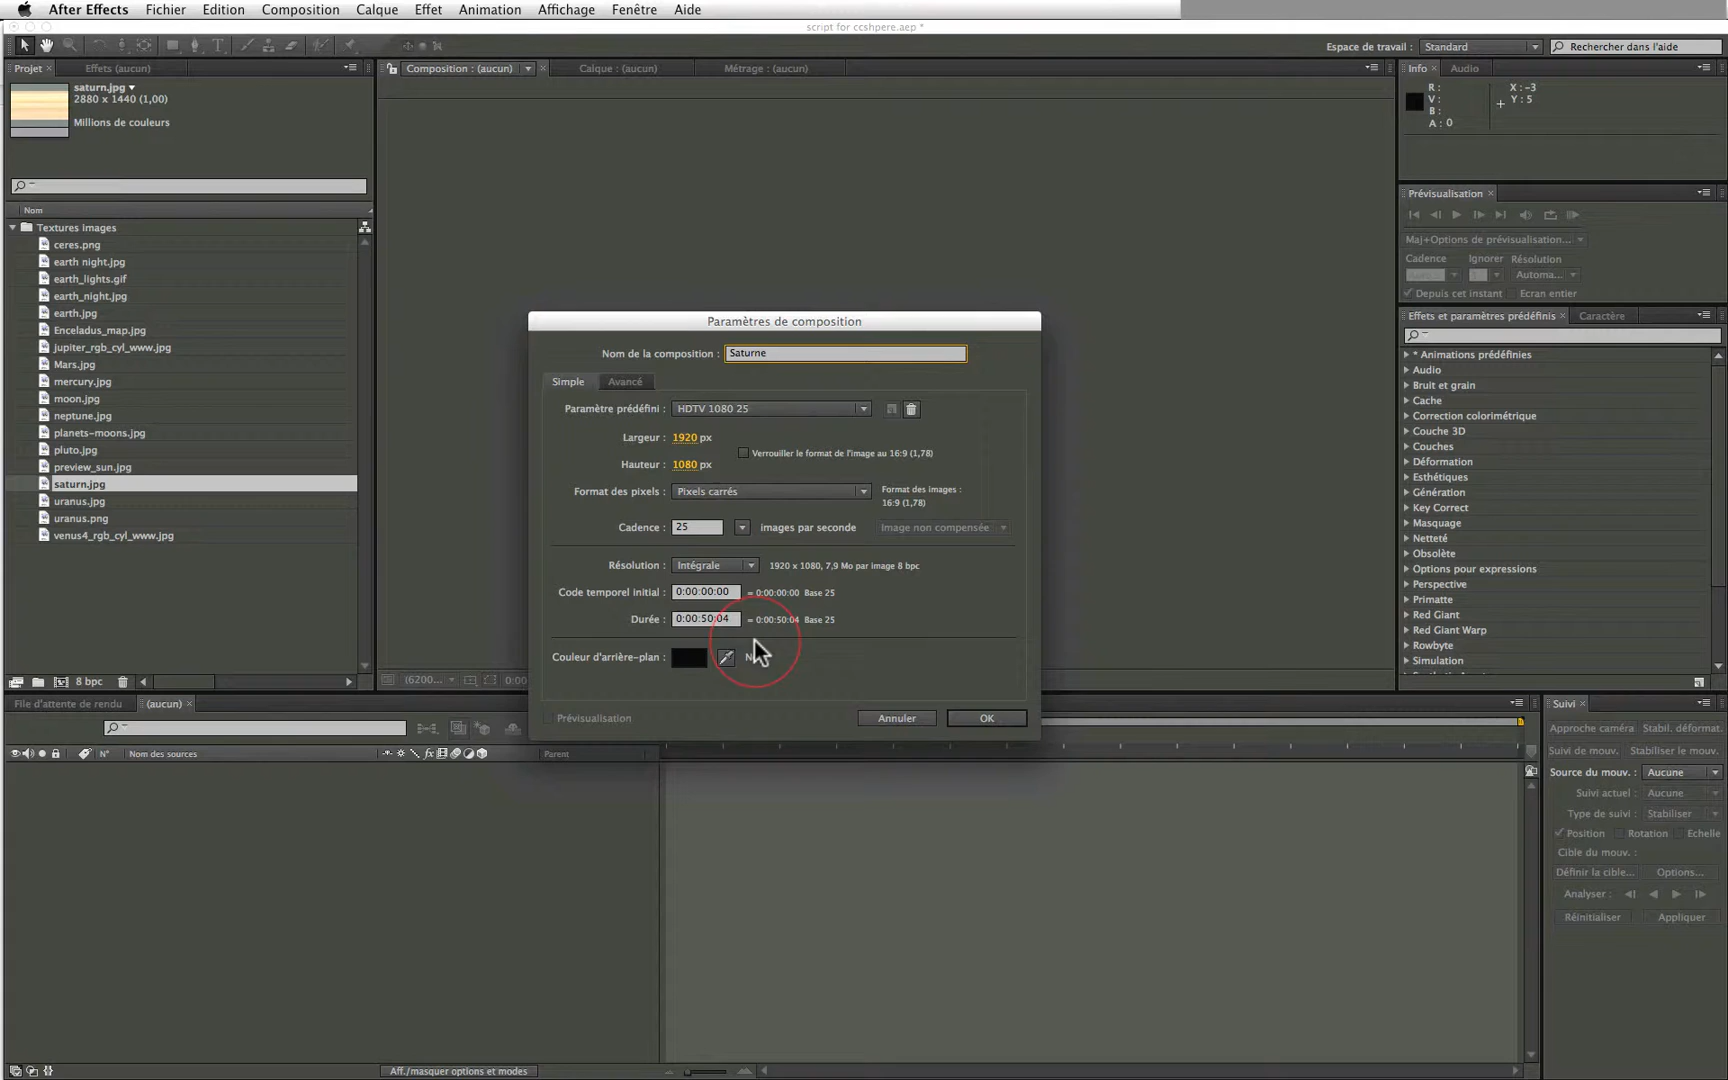 After Effects Fichier Edition Composition Calque Effet Animation Affichage Fenêtre Aide
script for ccshpere.aep *
Espace de travail : Standard Rechercher dans l'aide
Projet Effets (aucun) Composition : (aucun) Calque : (aucun) Métrage : (aucun) Info Audio
saturn.jpg
2880 x 1440 (1,00)
Millions de couleurs
R :
V :
B :
A : 0
X : -3
Y : 5
Prévisualisation
Maj+Options de prévisualisation...
Cadence Ignorer Résolution
Automa...
Depuis cet instant Ecran entier
Nom
Textures images
ceres.png
earth night.jpg
earth_lights.gif
earth_night.jpg
earth.jpg
Enceladus_map.jpg
jupiter_rgb_cyl_www.jpg
Mars.jpg
mercury.jpg
moon.jpg
neptune.jpg
planets-moons.jpg
pluto.jpg
preview_sun.jpg
saturn.jpg
uranus.jpg
uranus.png
venus4_rgb_cyl_www.jpg
8 bpc
Paramètres de composition
Nom de la composition : Saturne
Simple Avancé
Paramètre prédéfini : HDTV 1080 25
Largeur : 1920 px
Verrouiller le format de l'image au 16:9 (1,78)
Hauteur : 1080 px
Format des pixels : Pixels carrés
Format des images :
16:9 (1,78)
Cadence : 25 images par seconde Image non compensée
Résolution : Intégrale 1920 x 1080, 7,9 Mo par image 8 bpc
Code temporel initial : 0:00:00:00 = 0:00:00:00 Base 25
Durée : 0:00:50:04 = 0:00:50:04 Base 25
Couleur d'arrière-plan :
Prévisualisation Annuler OK
Effets et paramètres prédéfinis Caractère
* Animations prédéfinies
Audio
Bruit et grain
Cache
Correction colorimétrique
Couche 3D
Couches
Déformation
Esthétiques
Génération
Key Correct
Masquage
Netteté
Obsolète
Options pour expressions
Perspective
Primatte
Red Giant
Red Giant Warp
Rowbyte
Simulation
(6200... 0:00
File d'attente de rendu (aucun)
N° Nom des sources Parent
Suivi
Approche caméra Stabil. déformat.
Suivi de mouv. Stabiliser le mouv.
Source du mouv. : Aucune
Suivi actuel : Aucune
Type de suivi : Stabiliser
Position Rotation Echelle
Cible du mouv. :
Définir la cible... Options...
Analyser :
Réinitialiser Appliquer
Aff./masquer options et modes